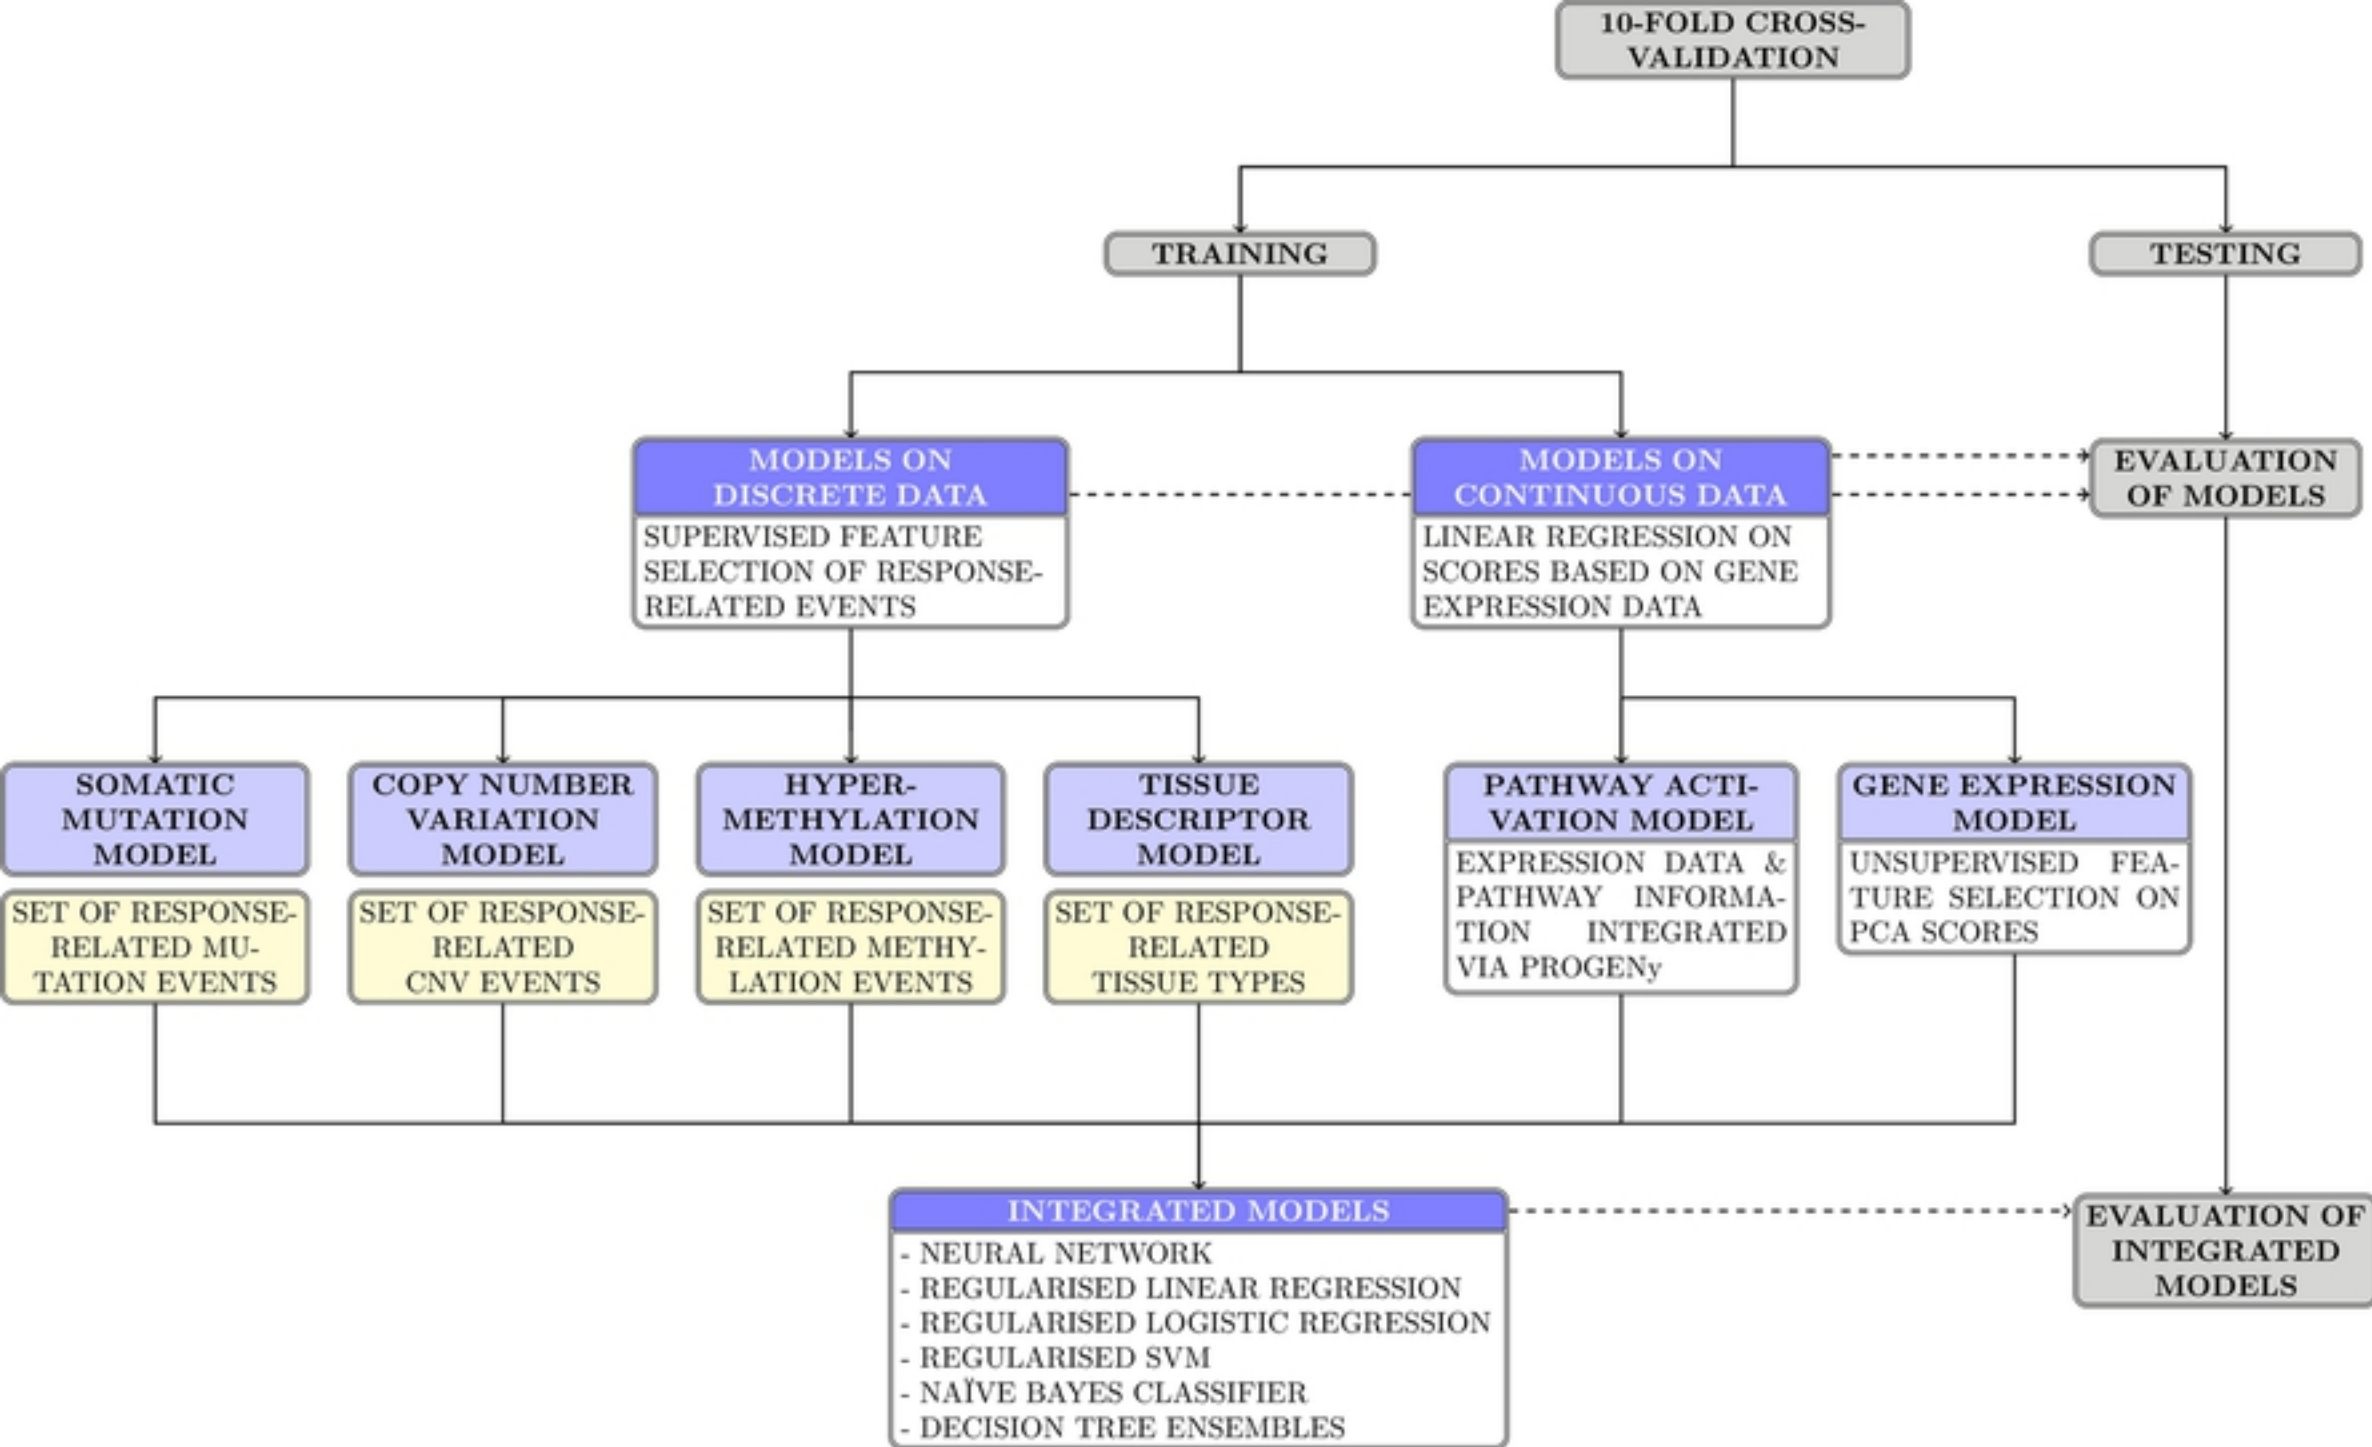 10-FOLD CROSS-
VALIDATION
TRAINING
TESTING
MODELS ON
DISCRETE DATA
SUPERVISED FEATURE
SELECTION OF RESPONSE-
RELATED EVENTS
MODELS ON
CONTINUOUS DATA
LINEAR REGRESSION ON
SCORES BASED ON GENE
EXPRESSION DATA
EVALUATION
OF MODELS
SOMATIC
MUTATION
MODEL
SET OF RESPONSE-
RELATED MU-
TATION EVENTS
COPY NUMBER
VARIATION
MODEL
SET OF RESPONSE-
RELATED
CNV EVENTS
HYPER-
METHYLATION
MODEL
SET OF RESPONSE-
RELATED METHY-
LATION EVENTS
TISSUE
DESCRIPTOR
MODEL
SET OF RESPONSE-
RELATED
TISSUE TYPES
PATHWAY ACTI-
VATION MODEL
EXPRESSION DATA &
PATHWAY INFORMA-
TION INTEGRATED
VIA PROGENy
GENE EXPRESSION
MODEL
UNSUPERVISED FEA-
TURE SELECTION ON
PCA SCORES
INTEGRATED MODELS
- NEURAL NETWORK
- REGULARISED LINEAR REGRESSION
- REGULARISED LOGISTIC REGRESSION
- REGULARISED SVM
- NAÏVE BAYES CLASSIFIER
- DECISION TREE ENSEMBLES
EVALUATION OF
INTEGRATED
MODELS